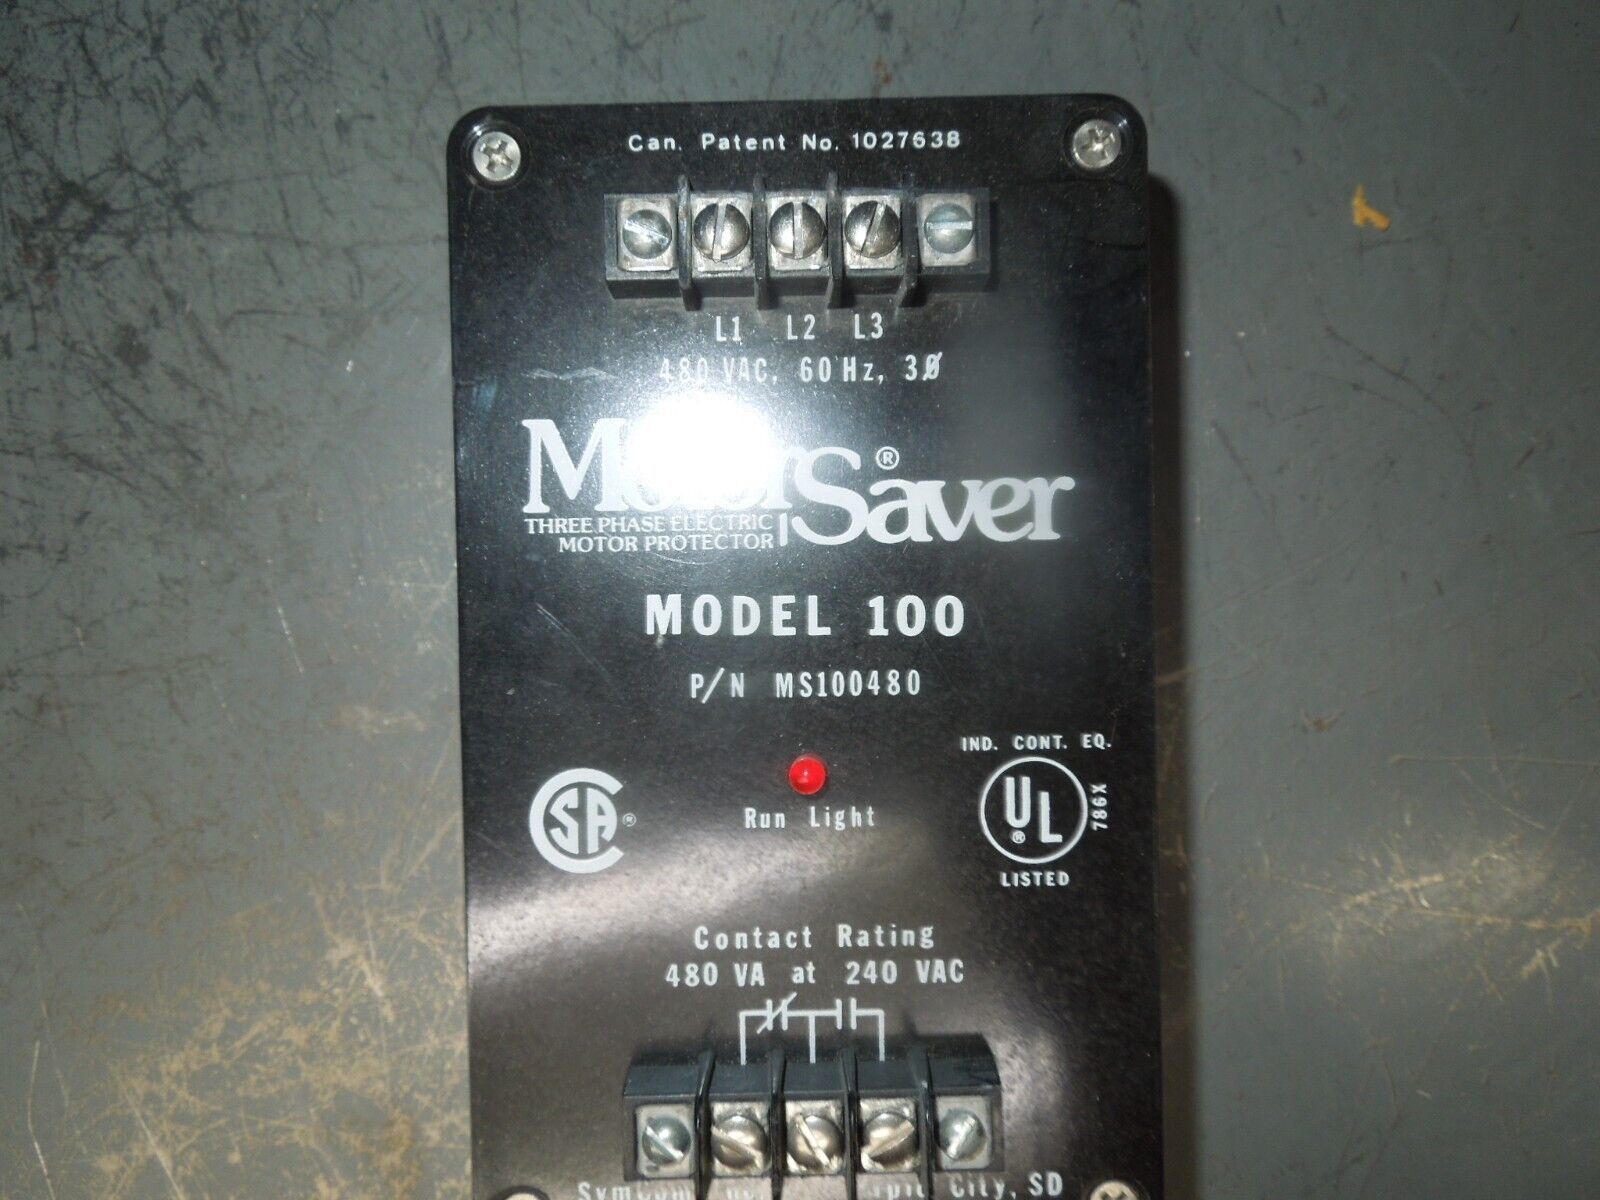 Can. Patent No. 1027638
L1 L2 L3
480 VAC, 60 Hz, 3Ø
MotorSaver®
THREE PHASE ELECTRIC
MOTOR PROTECTOR
MODEL 100
P/N MS100480
IND. CONT. EQ.
CSA®
Run Light
UL®
786X
LISTED
Contact Rating
480 VA at 240 VAC
City, SD